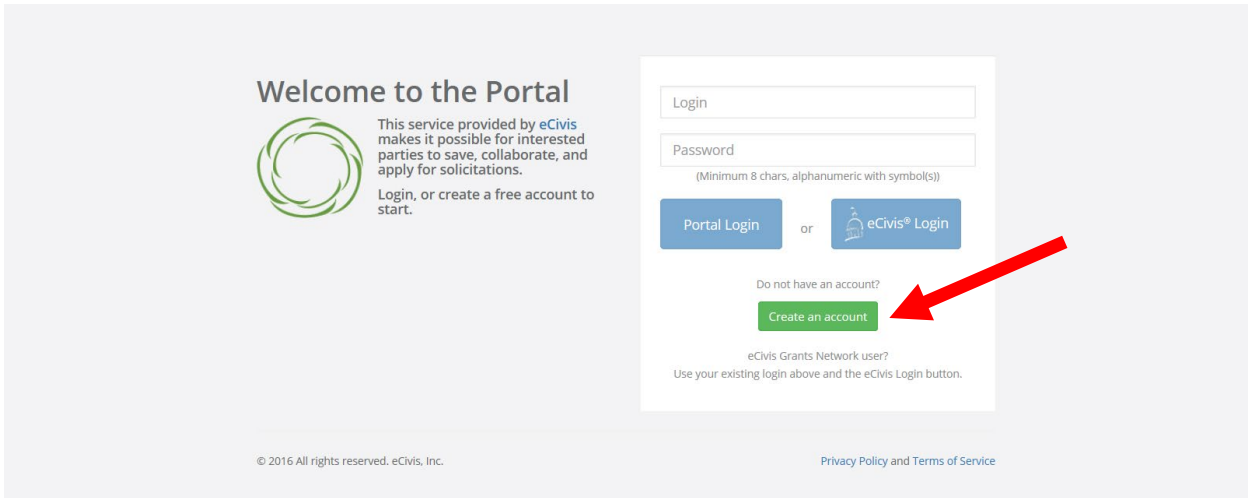 Welcome to the Portal
This service provided by eCivis
makes it possible for interested
parties to save, collaborate, and
apply for solicitations.
Login, or create a free account to
start.
Login
Password
(Minimum 8 chars, alphanumeric with symbol(s))
Portal Login
or
eCivis® Login
Do not have an account?
Create an account
eCivis Grants Network user?
Use your existing login above and the eCivis Login button.
© 2016 All rights reserved. eCivis, Inc.
Privacy Policy and Terms of Service